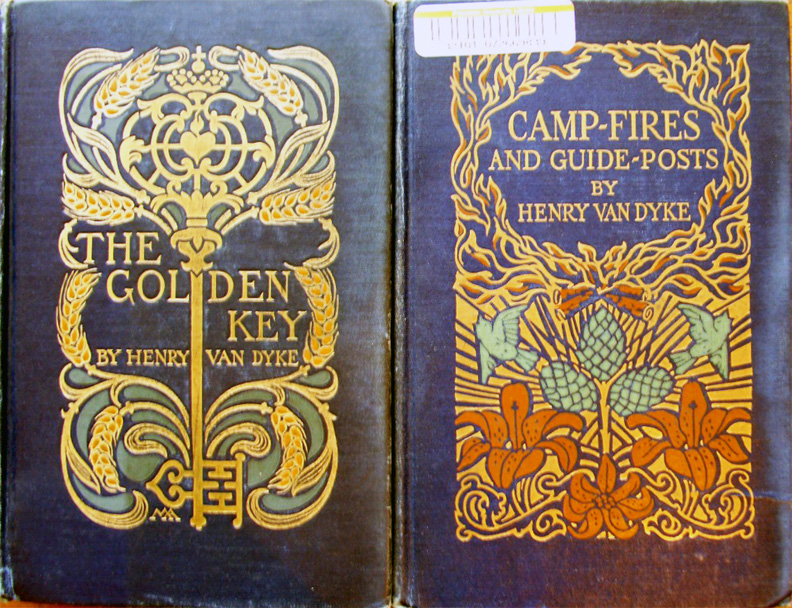 THE
GOLDEN
KEY
BY HENRY VAN DYKE
CAMP-FIRES
AND GUIDE-POSTS
BY
HENRY VAN DYKE